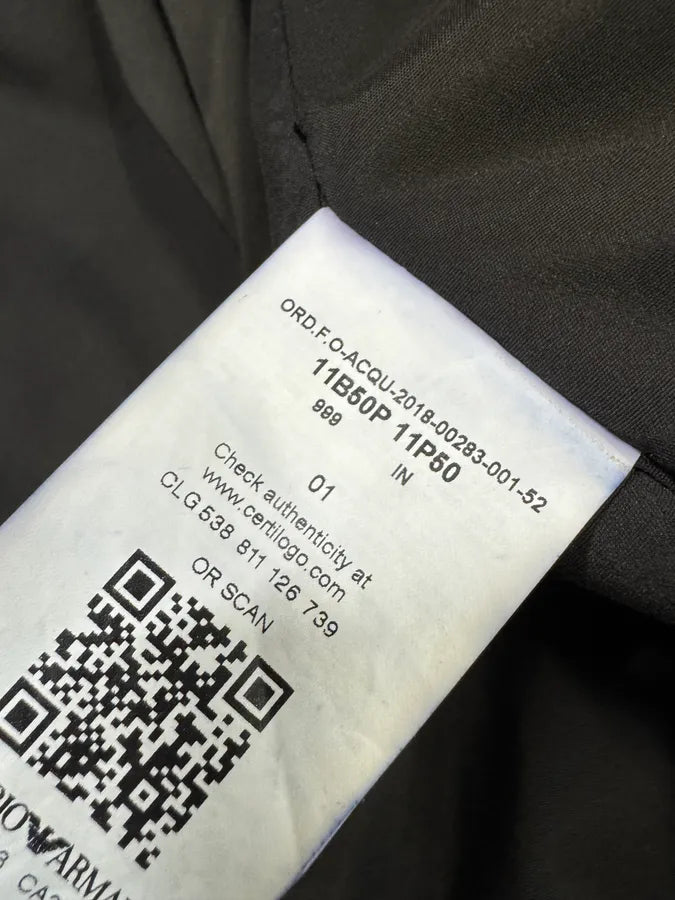 ORD.F.O-ACQU-2018-00283-001-52
11B50P 11P50
999 IN
01
Check authenticity at
www.certilogo.com
CLG 538 811 126 739
OR SCAN